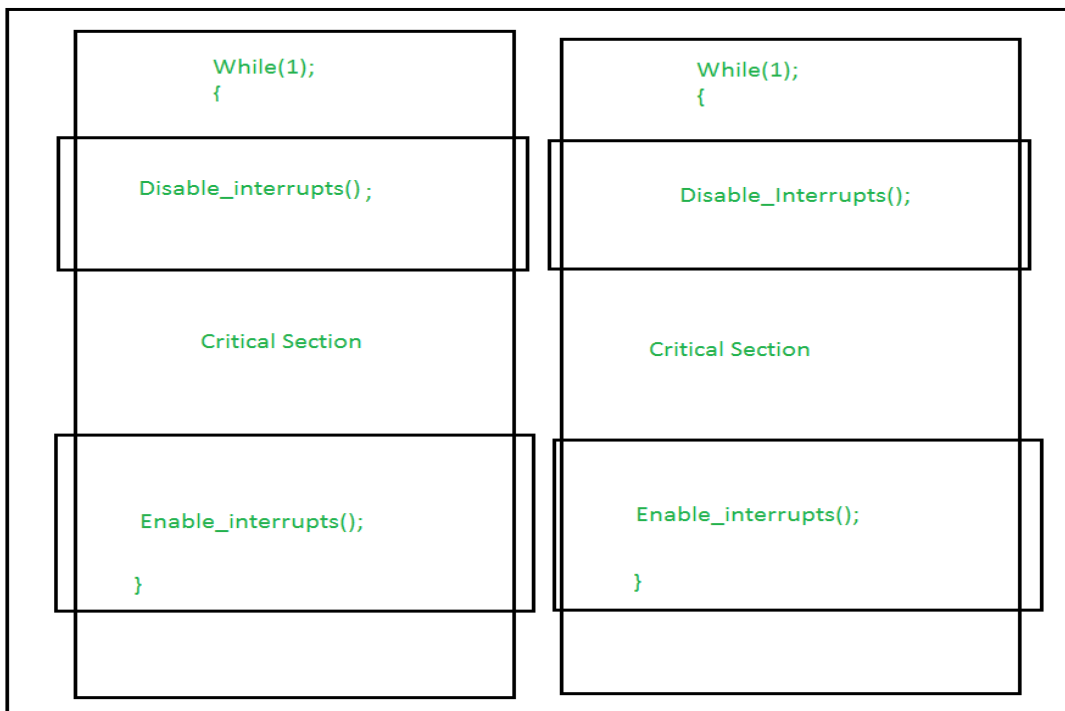 While(1);
{
Disable_interrupts() ;
Critical Section
Enable_interrupts();
}
While(1);
{
Disable_Interrupts();
Critical Section
Enable_interrupts();
}